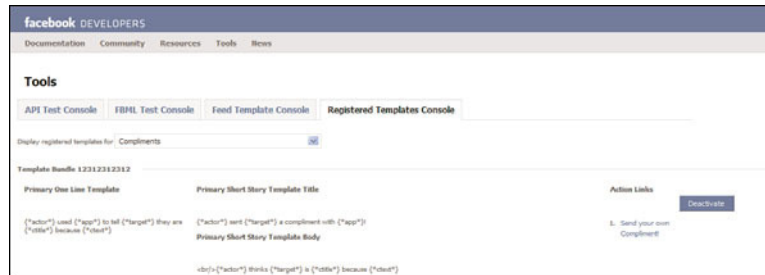 facebook DEVELOPERS
Documentation Community Resources Tools News
Tools
API Test Console FBML Test Console Feed Template Console Registered Templates Console
Display registered templates for Compliments
Template Bundle 12312312312
Primary One Line Template Primary Short Story Template Title Action Links
Deactivate
{*actor*} used {*app*} to tell {*target*} they are {*actor*} sent {*target*} a compliment with {*app*}! 1. Send your own
{*ctitle*} because {*ctext*} Compliment!
Primary Short Story Template Body
<br/>{*actor*} thinks {*target*} is {*ctitle*} because {*ctext*}